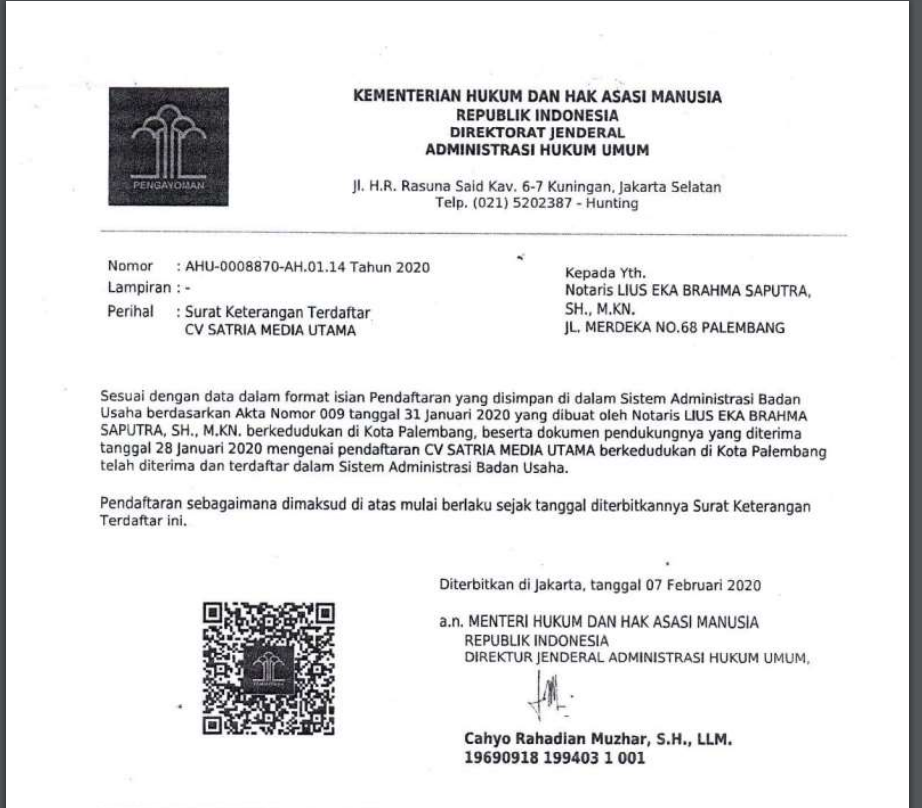 PENGAYOMAN
KEMENTERIAN HUKUM DAN HAK ASASI MANUSIA
REPUBLIK INDONESIA
DIREKTORAT JENDERAL
ADMINISTRASI HUKUM UMUM
Jl. H.R. Rasuna Said Kav. 6-7 Kuningan, Jakarta Selatan
Telp. (021) 5202387 - Hunting
Nomor : AHU-0008870-AH.01.14 Tahun 2020
Lampiran : -
Perihal : Surat Keterangan Terdaftar
CV SATRIA MEDIA UTAMA
Kepada Yth.
Notaris LIUS EKA BRAHMA SAPUTRA,
SH., M.KN.
JL. MERDEKA NO.68 PALEMBANG
Sesuai dengan data dalam format isian Pendaftaran yang disimpan di dalam Sistem Administrasi Badan
Usaha berdasarkan Akta Nomor 009 tanggal 31 Januari 2020 yang dibuat oleh Notaris LIUS EKA BRAHMA
SAPUTRA, SH., M.KN. berkedudukan di Kota Palembang, beserta dokumen pendukungnya yang diterima
tanggal 28 Januari 2020 mengenai pendaftaran CV SATRIA MEDIA UTAMA berkedudukan di Kota Palembang
telah diterima dan terdaftar dalam Sistem Administrasi Badan Usaha.
Pendaftaran sebagaimana dimaksud di atas mulai berlaku sejak tanggal diterbitkannya Surat Keterangan
Terdaftar ini.
Diterbitkan di Jakarta, tanggal 07 Februari 2020
a.n. MENTERI HUKUM DAN HAK ASASI MANUSIA
REPUBLIK INDONESIA
DIREKTUR JENDERAL ADMINISTRASI HUKUM UMUM,
Cahyo Rahadian Muzhar, S.H., LLM.
19690918 199403 1 001